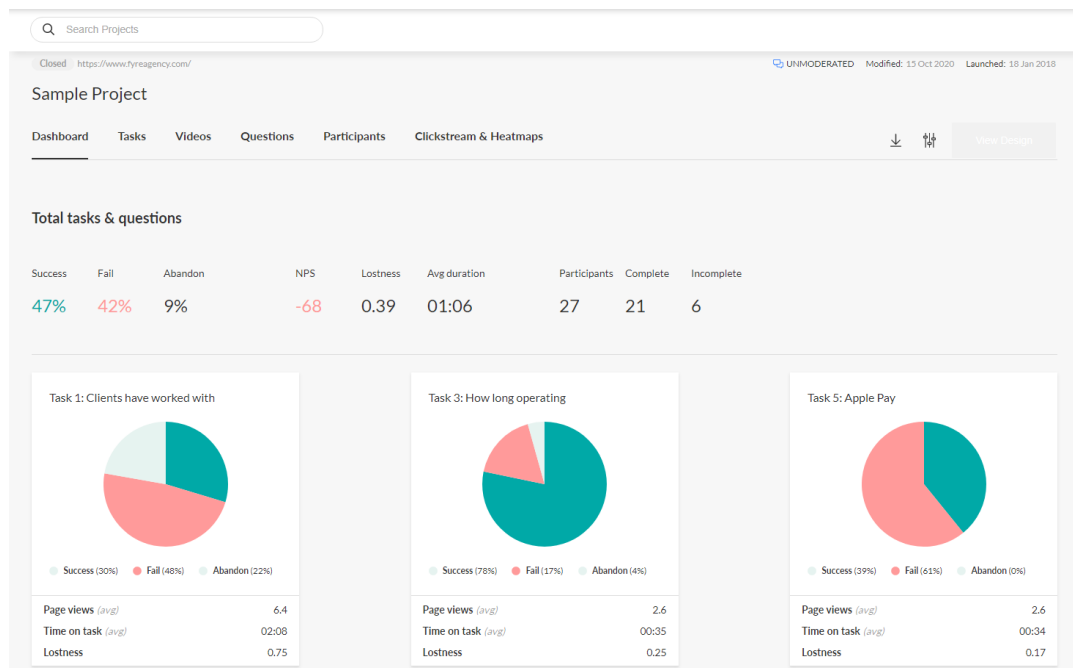 Search Projects
Closed https://www.fyreagency.com/ UNMODERATED Modified: 15 Oct 2020 Launched: 18 Jan 2018
Sample Project
Dashboard Tasks Videos Questions Participants Clickstream & Heatmaps View Design
Total tasks & questions
Success Fail Abandon NPS Lostness Avg duration Participants Complete Incomplete
47% 42% 9% -68 0.39 01:06 27 21 6
Task 1: Clients have worked with
Success (30%) Fail (48%) Abandon (22%)
Page views (avg) 6.4
Time on task (avg) 02:08
Lostness 0.75
Task 3: How long operating
Success (78%) Fail (17%) Abandon (4%)
Page views (avg) 2.6
Time on task (avg) 00:35
Lostness 0.25
Task 5: Apple Pay
Success (39%) Fail (61%) Abandon (0%)
Page views (avg) 2.6
Time on task (avg) 00:34
Lostness 0.17